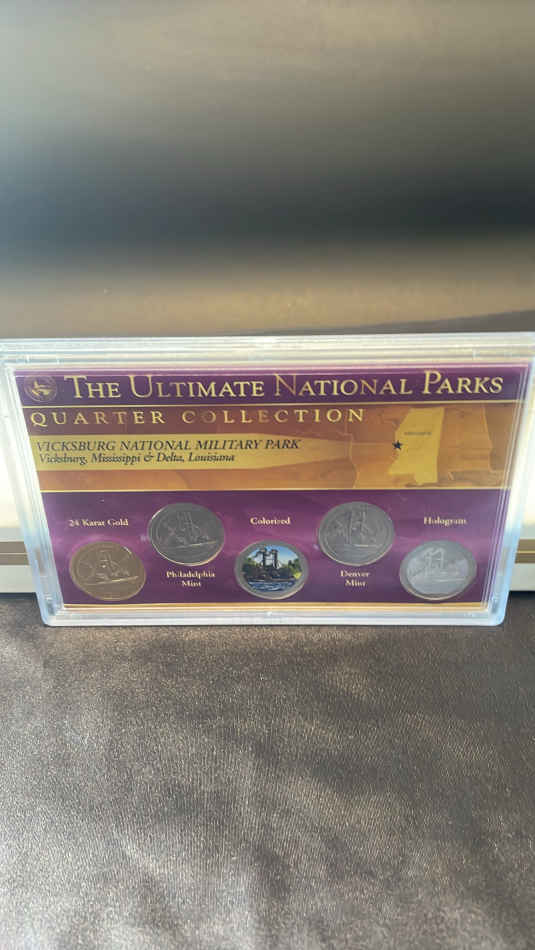 THE ULTIMATE NATIONAL PARKS
QUARTER COLLECTION
VICKSBURG NATIONAL MILITARY PARK
Vicksburg, Mississippi & Delta, Louisiana
24 Karat Gold
Colorized
Hologram
Philadelphia
Mint
Denver
Mint